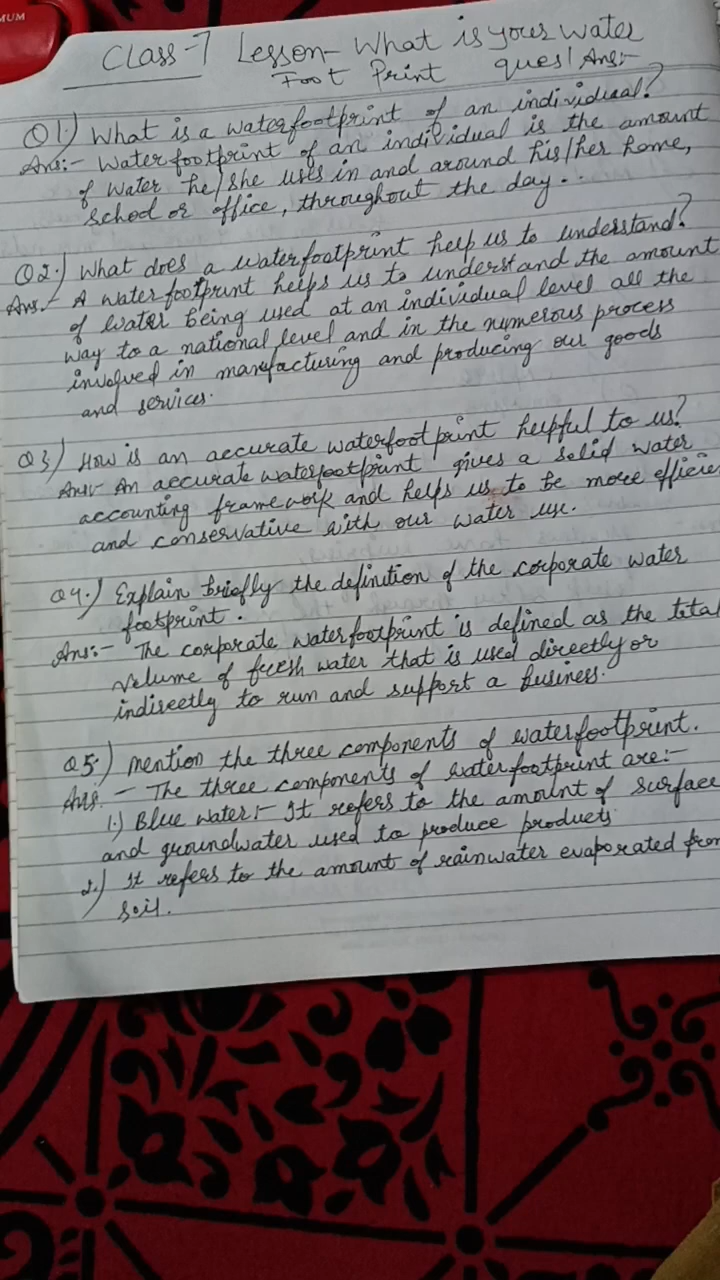 MUM
Class-7 Lesson- What is your water
Foot Print ques/Ans:-
Q1.) What is a waterfootprint of an individual?
Ans:- Waterfootprint of an individual is the amount
of water he/she uses in and around his/her home,
school or office, throughout the day..
Q2.) What does a waterfootprint help us to understand?
Ans.- A waterfootprint helps us to understand the amount
of water being used at an individual level all the
way to a national level and in the numerous process
involved in manufacturing and producing our goods
and services.
Q3) How is an accurate waterfootprint helpful to us?
Ans- An accurate waterfootprint gives a solid water
accounting framework and helps us to be more efficie
and conservative with our water use.
Q4.) Explain briefly the definition of the corporate water
footprint.
Ans:- The corporate waterfootprint is defined as the total
volume of fresh water that is used directly or
indirectly to run and support a business.
Q5.) mention the three components of waterfootprint.
Ans. - The three components of waterfootprint are:-
1.) Blue water:- It refers to the amount of surface
and groundwater used to produce products
2.) It refers to the amount of rainwater evaporated from
soil.